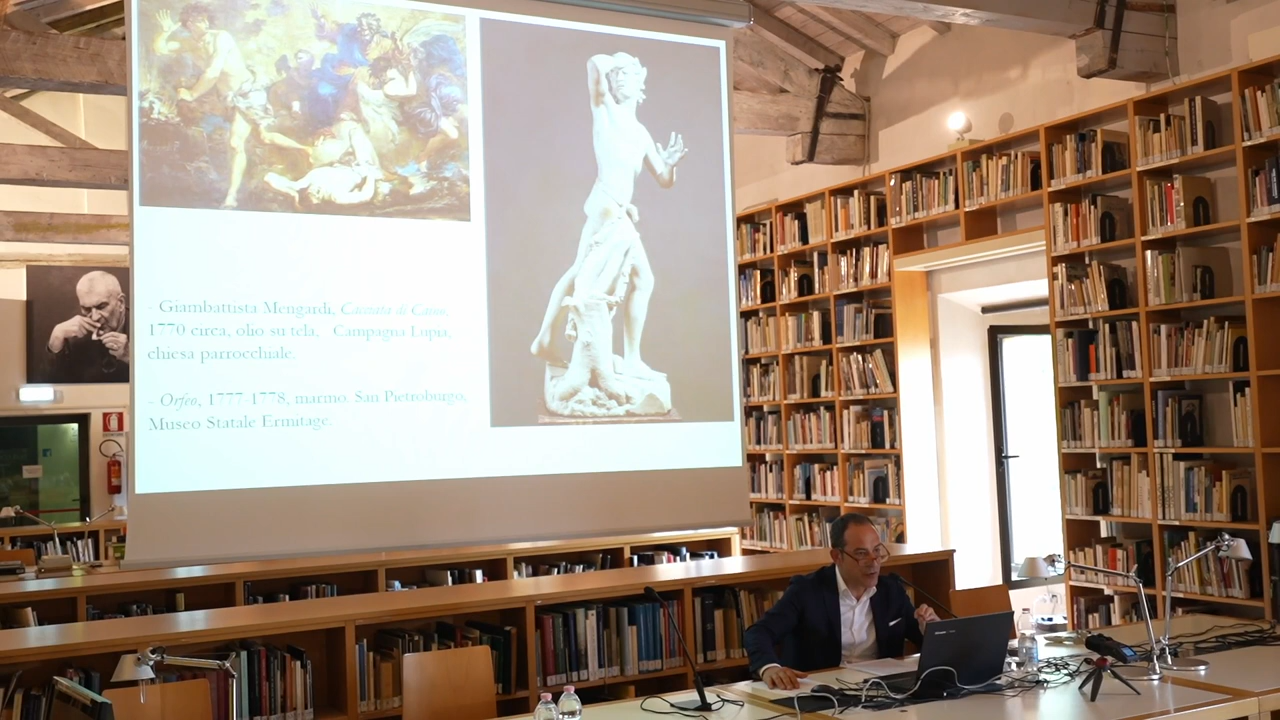 - Giambattista Mengardi, Cacciata di Caino,
1770 circa, olio su tela, Campagna Lupia,
chiesa parrocchiale.
- Orfeo, 1777-1778, marmo. San Pietroburgo,
Museo Statale Ermitage.